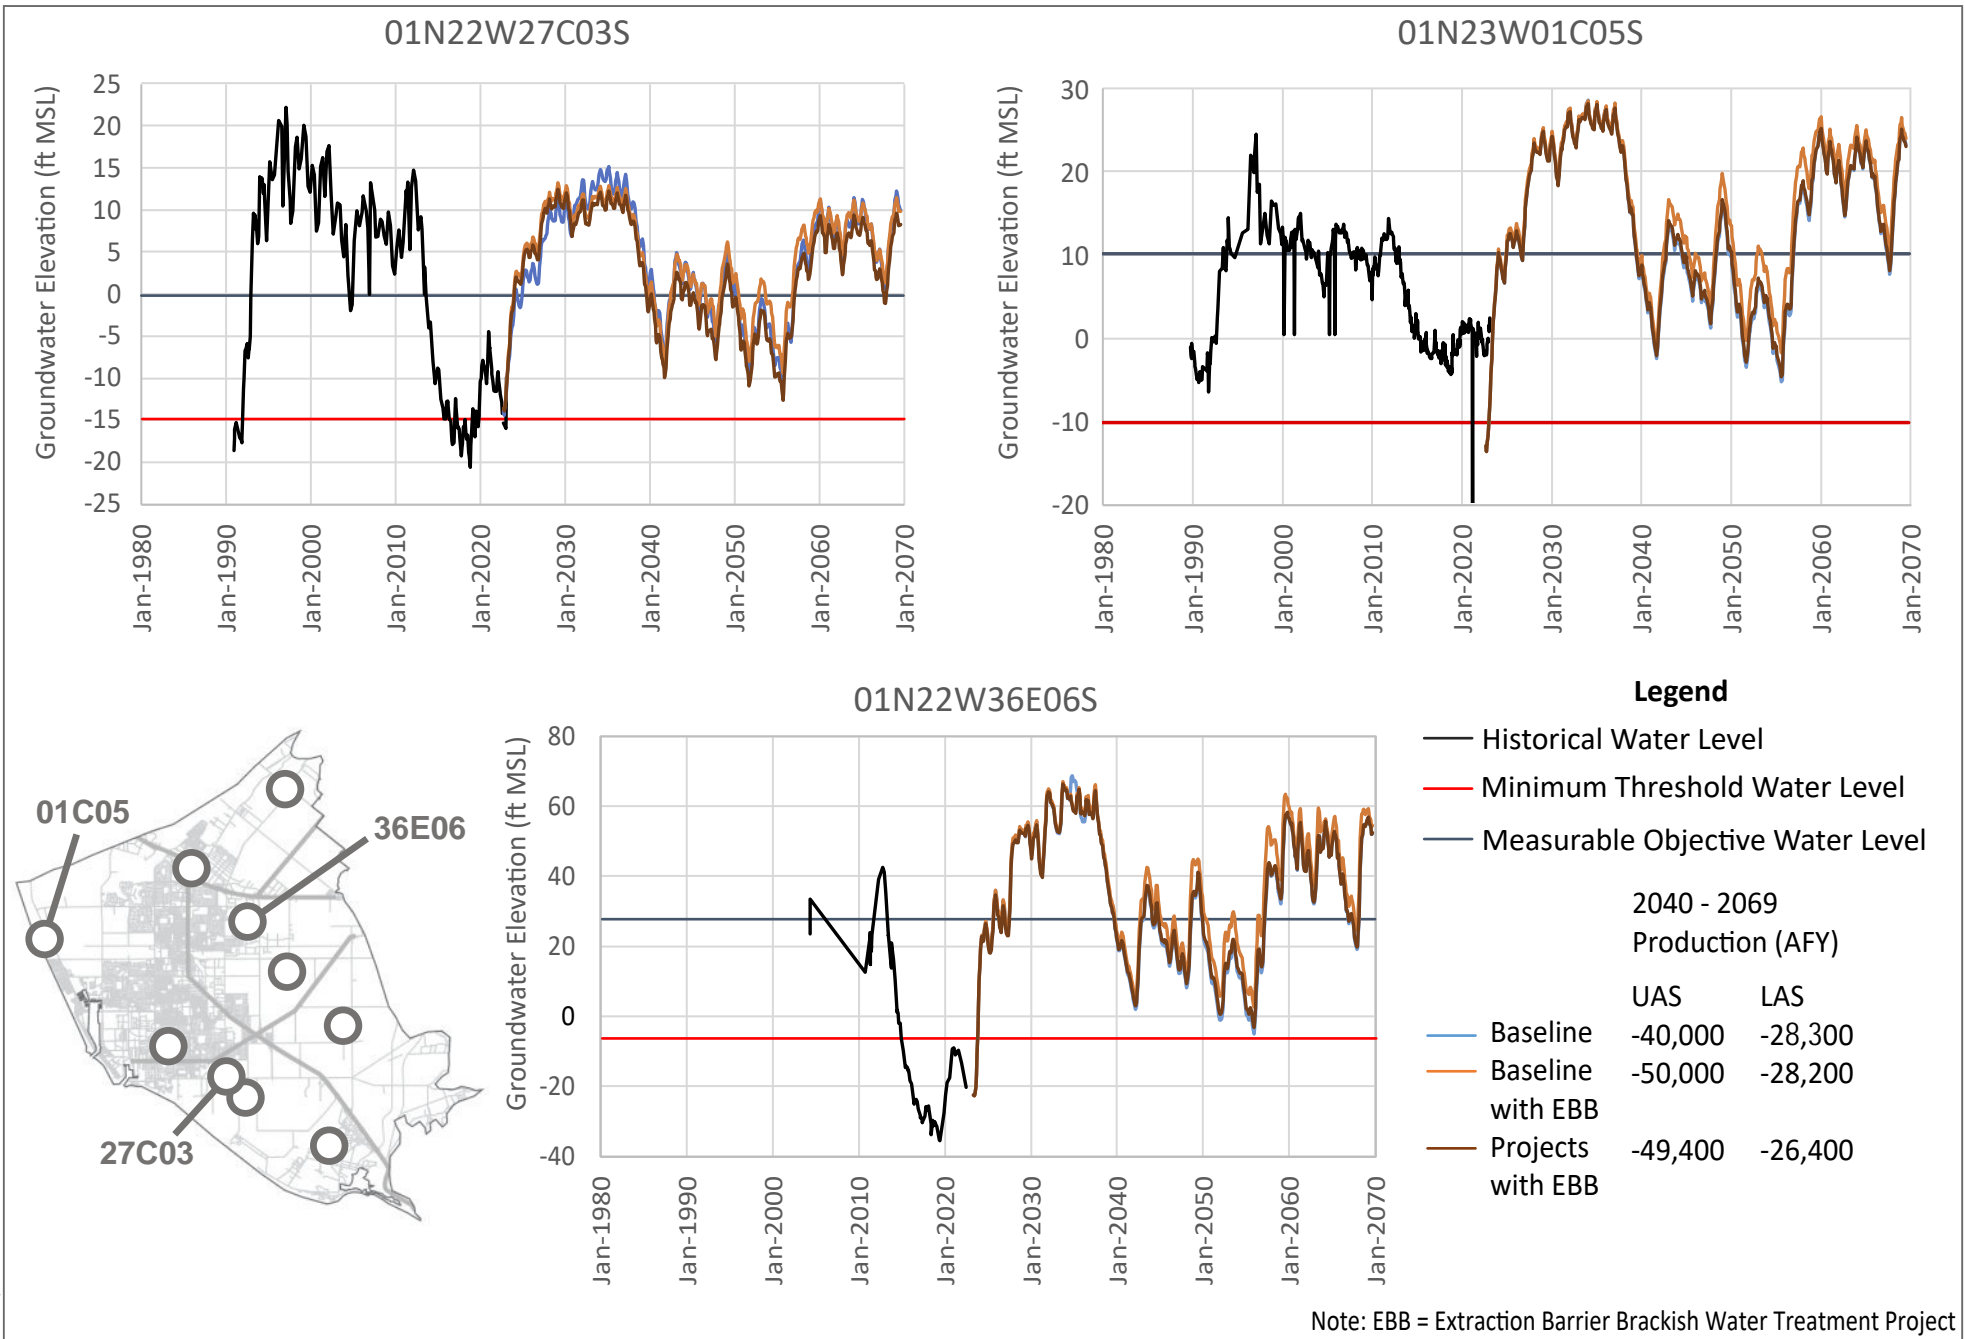 01N22W27C03S
Groundwater Elevation (ft MSL)
25
20
15
10
5
0
-5
-10
-15
-20
-25
Jan-1980
Jan-1990
Jan-2000
Jan-2010
Jan-2020
Jan-2030
Jan-2040
Jan-2050
Jan-2060
Jan-2070
01N23W01C05S
Groundwater Elevation (ft MSL)
30
20
10
0
-10
-20
Jan-1980
Jan-1990
Jan-2000
Jan-2010
Jan-2020
Jan-2030
Jan-2040
Jan-2050
Jan-2060
Jan-2070
01C05
36E06
27C03
01N22W36E06S
Groundwater Elevation (ft MSL)
80
60
40
20
0
-20
-40
Jan-1980
Jan-1990
Jan-2000
Jan-2010
Jan-2020
Jan-2030
Jan-2040
Jan-2050
Jan-2060
Jan-2070
Legend
Historical Water Level
Minimum Threshold Water Level
Measurable Objective Water Level
2040 - 2069
Production (AFY)
UAS LAS
Baseline -40,000 -28,300
Baseline -50,000 -28,200
with EBB
Projects -49,400 -26,400
with EBB
Note: EBB = Extraction Barrier Brackish Water Treatment Project